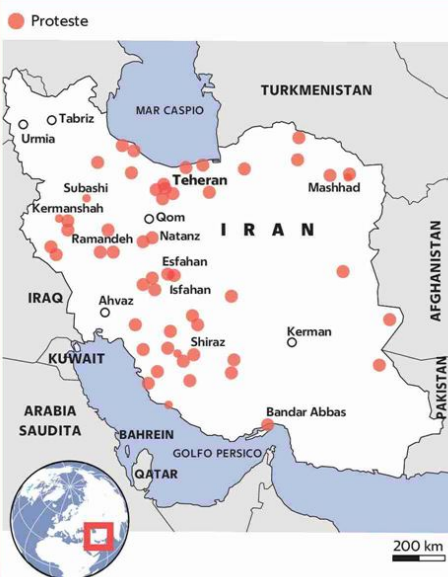 Proteste
TURKMENISTAN
MAR CASPIO
Tabriz
Urmia
Teheran
Mashhad
Subashi
Kermanshah
Qom
IRAN
Ramandeh
Natanz
Esfahan
Isfahan
AFGHANISTAN
IRAQ
Ahvaz
Kerman
Shiraz
KUWAIT
PAKISTAN
ARABIA
SAUDITA
Bandar Abbas
BAHREIN
GOLFO PERSICO
QATAR
200 km